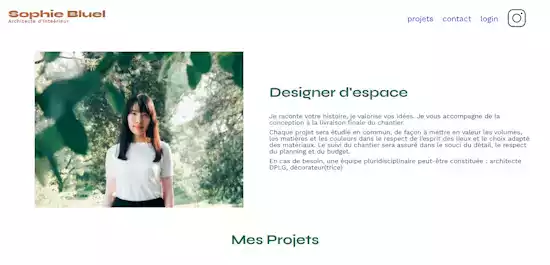 Sophie Bluel
Architecte d'intérieur
projets contact login
Designer d'espace
Je raconte votre histoire, je valorise vos idées. Je vous accompagne de la
conception à la livraison finale du chantier.
Chaque projet sera étudié en commun, de façon à mettre en valeur les volumes,
les matières et les couleurs dans le respect de l'esprit des lieux et le choix adapté
des matériaux. Le suivi du chantier sera assuré dans le souci du détail, le respect
du planning et du budget.
En cas de besoin, une équipe pluridisciplinaire peut-être constituée : architecte
DPLG, décorateur(trice)
Mes Projets